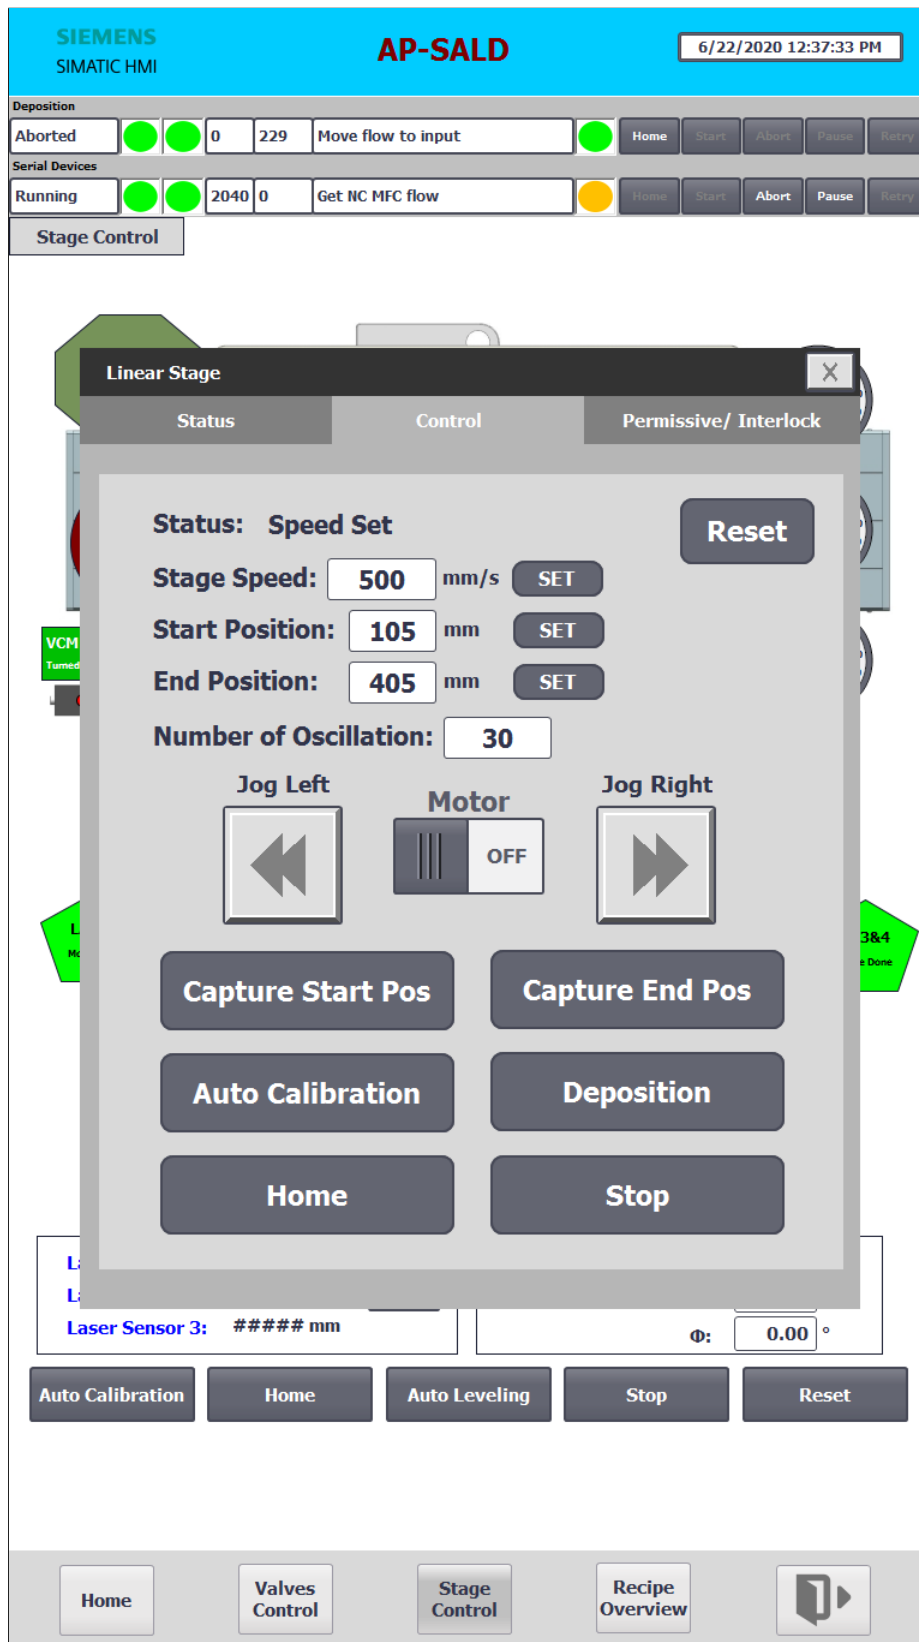 SIEMENS
SIMATIC HMI
AP-SALD
6/22/2020 12:37:33 PM
Deposition
Aborted 0 229 Move flow to input Home Start Abort Pause Retry
Serial Devices
Running 2040 0 Get NC MFC flow Home Start Abort Pause Retry
Stage Control
Linear Stage X
Status Control Permissive/ Interlock
Status: Speed Set Reset
Stage Speed: 500 mm/s SET
Start Position: 105 mm SET
End Position: 405 mm SET
Number of Oscillation: 30
Jog Left Motor Jog Right
OFF
VCM
Turned
3&4
Done
Capture Start Pos Capture End Pos
Auto Calibration Deposition
Home Stop
Laser Sensor 3: ##### mm
Φ: 0.00 °
Auto Calibration Home Auto Leveling Stop Reset
Home Valves Control Stage Control Recipe Overview